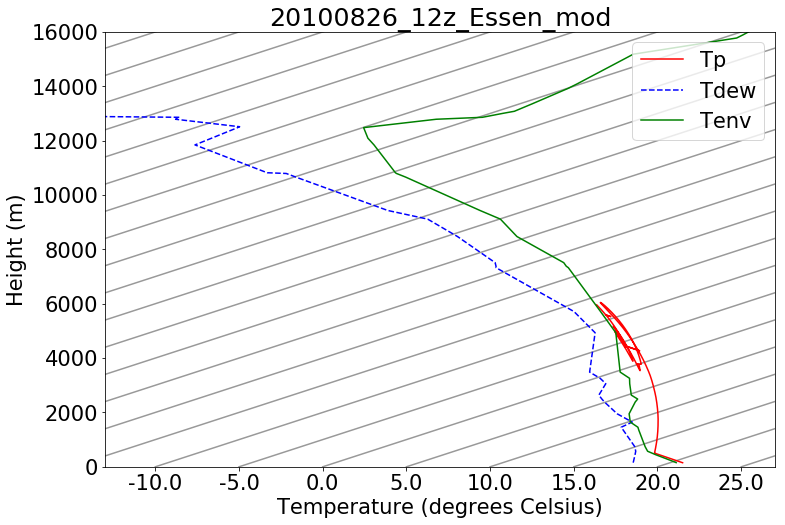 20100826_12z_Essen_mod
16000
14000
12000
10000
8000
6000
4000
2000
0
Height (m)
Tp
Tdew
Tenv
-10.0 -5.0 0.0 5.0 10.0 15.0 20.0 25.0
Temperature (degrees Celsius)